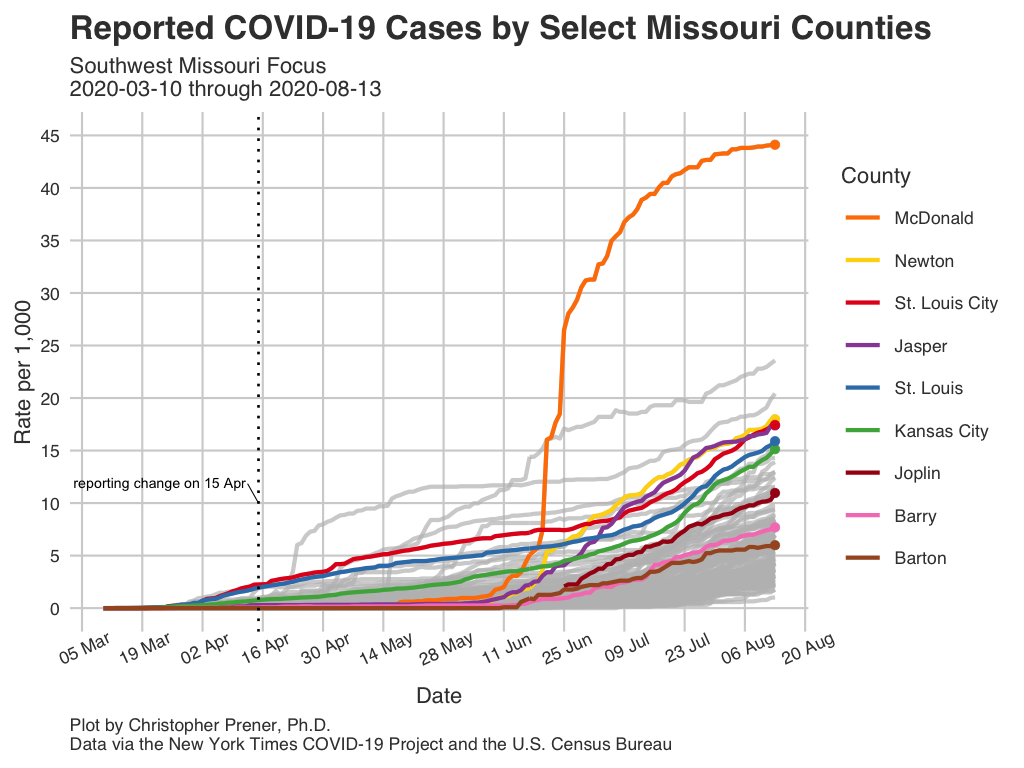 Reported COVID-19 Cases by Select Missouri Counties
Southwest Missouri Focus
2020-03-10 through 2020-08-13
Rate per 1,000
45
40
35
30
25
20
15
10
5
0
reporting change on 15 Apr
05 Mar
19 Mar
02 Apr
16 Apr
30 Apr
14 May
28 May
11 Jun
25 Jun
09 Jul
23 Jul
06 Aug
20 Aug
Date
County
McDonald
Newton
St. Louis City
Jasper
St. Louis
Kansas City
Joplin
Barry
Barton
Plot by Christopher Prener, Ph.D.
Data via the New York Times COVID-19 Project and the U.S. Census Bureau